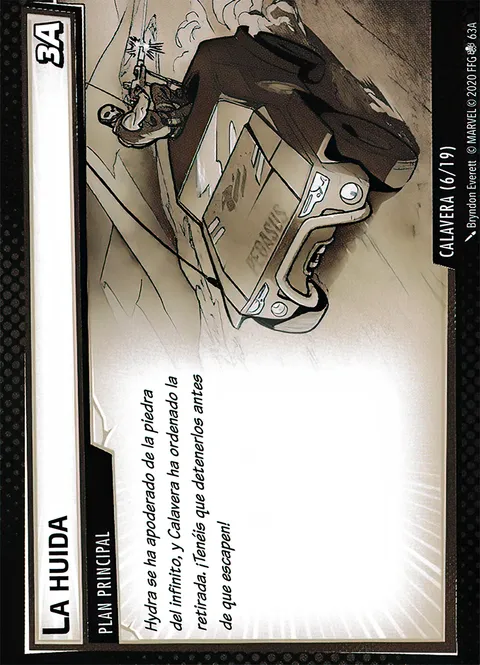 LA HUIDA
3A
PLAN PRINCIPAL
Hydra se ha apoderado de la piedra
del infinito, y Calavera ha ordenado la
retirada. ¡Tenéis que detenerlos antes
de que escapen!
PEGASUS
CALAVERA (6/19)
Bryndon Everett © MARVEL © 2020 FFG 63A